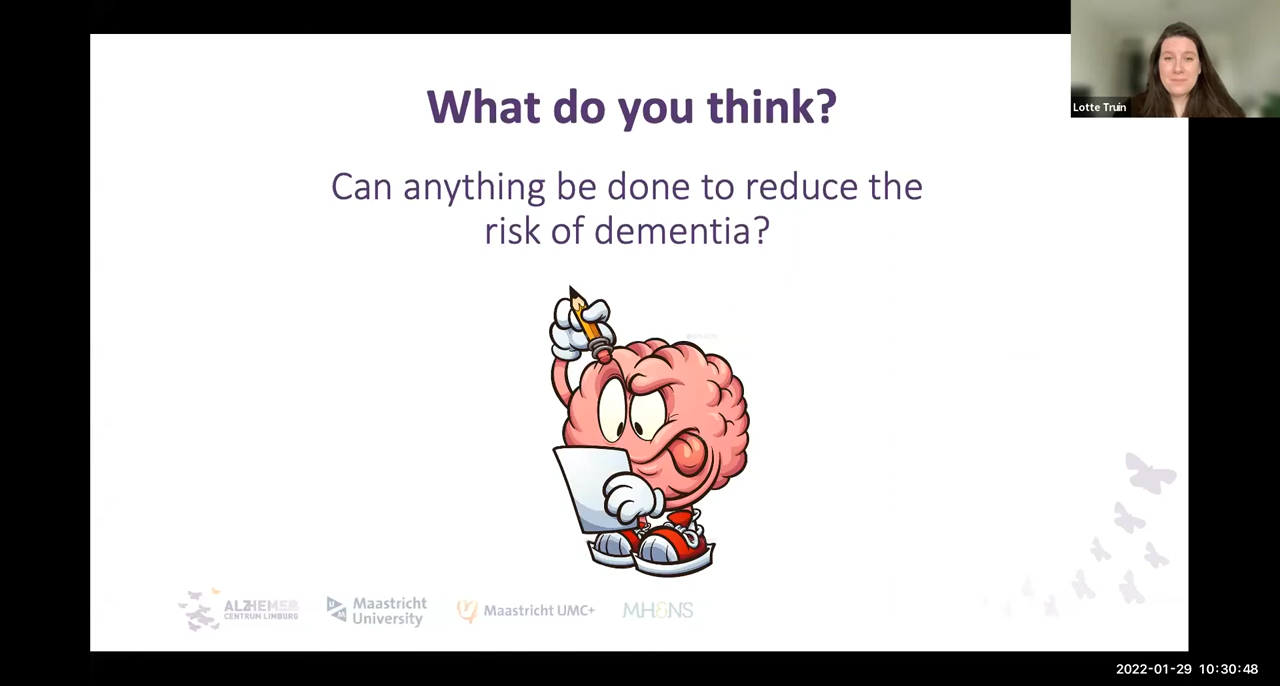 What do you think?
Can anything be done to reduce the
risk of dementia?
Lotte Truin
ALZHEIMER
CENTRUM LIMBURG
Maastricht
University
Maastricht UMC+
MHENS
2022-01-29 10:30:48